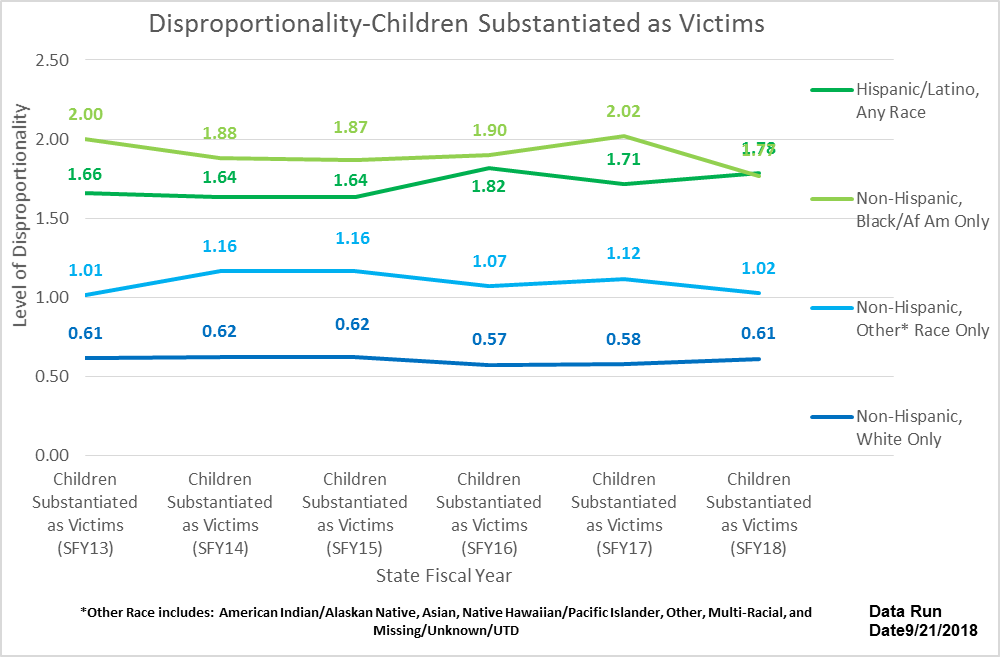 Disproportionality-Children Substantiated as Victims
Level of Disproportionality
2.50
2.00
1.50
1.00
0.50
0.00
2.00
1.88
1.87
1.90
2.02
1.66
1.64
1.64
1.82
1.71
1.78
1.01
1.16
1.16
1.07
1.12
1.02
0.61
0.62
0.62
0.57
0.58
0.61
Hispanic/Latino,
Any Race
Non-Hispanic,
Black/Af Am Only
Non-Hispanic,
Other* Race Only
Non-Hispanic,
White Only
Children
Substantiated
as Victims
(SFY13)
Children
Substantiated
as Victims
(SFY14)
Children
Substantiated
as Victims
(SFY15)
Children
Substantiated
as Victims
(SFY16)
Children
Substantiated
as Victims
(SFY17)
Children
Substantiated
as Victims
(SFY18)
State Fiscal Year
*Other Race includes: American Indian/Alaskan Native, Asian, Native Hawaiian/Pacific Islander, Other, Multi-Racial, and
Missing/Unknown/UTD
Data Run
Date9/21/2018